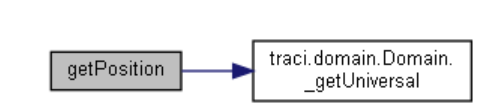 getPosition
traci.domain.Domain.
_getUniversal